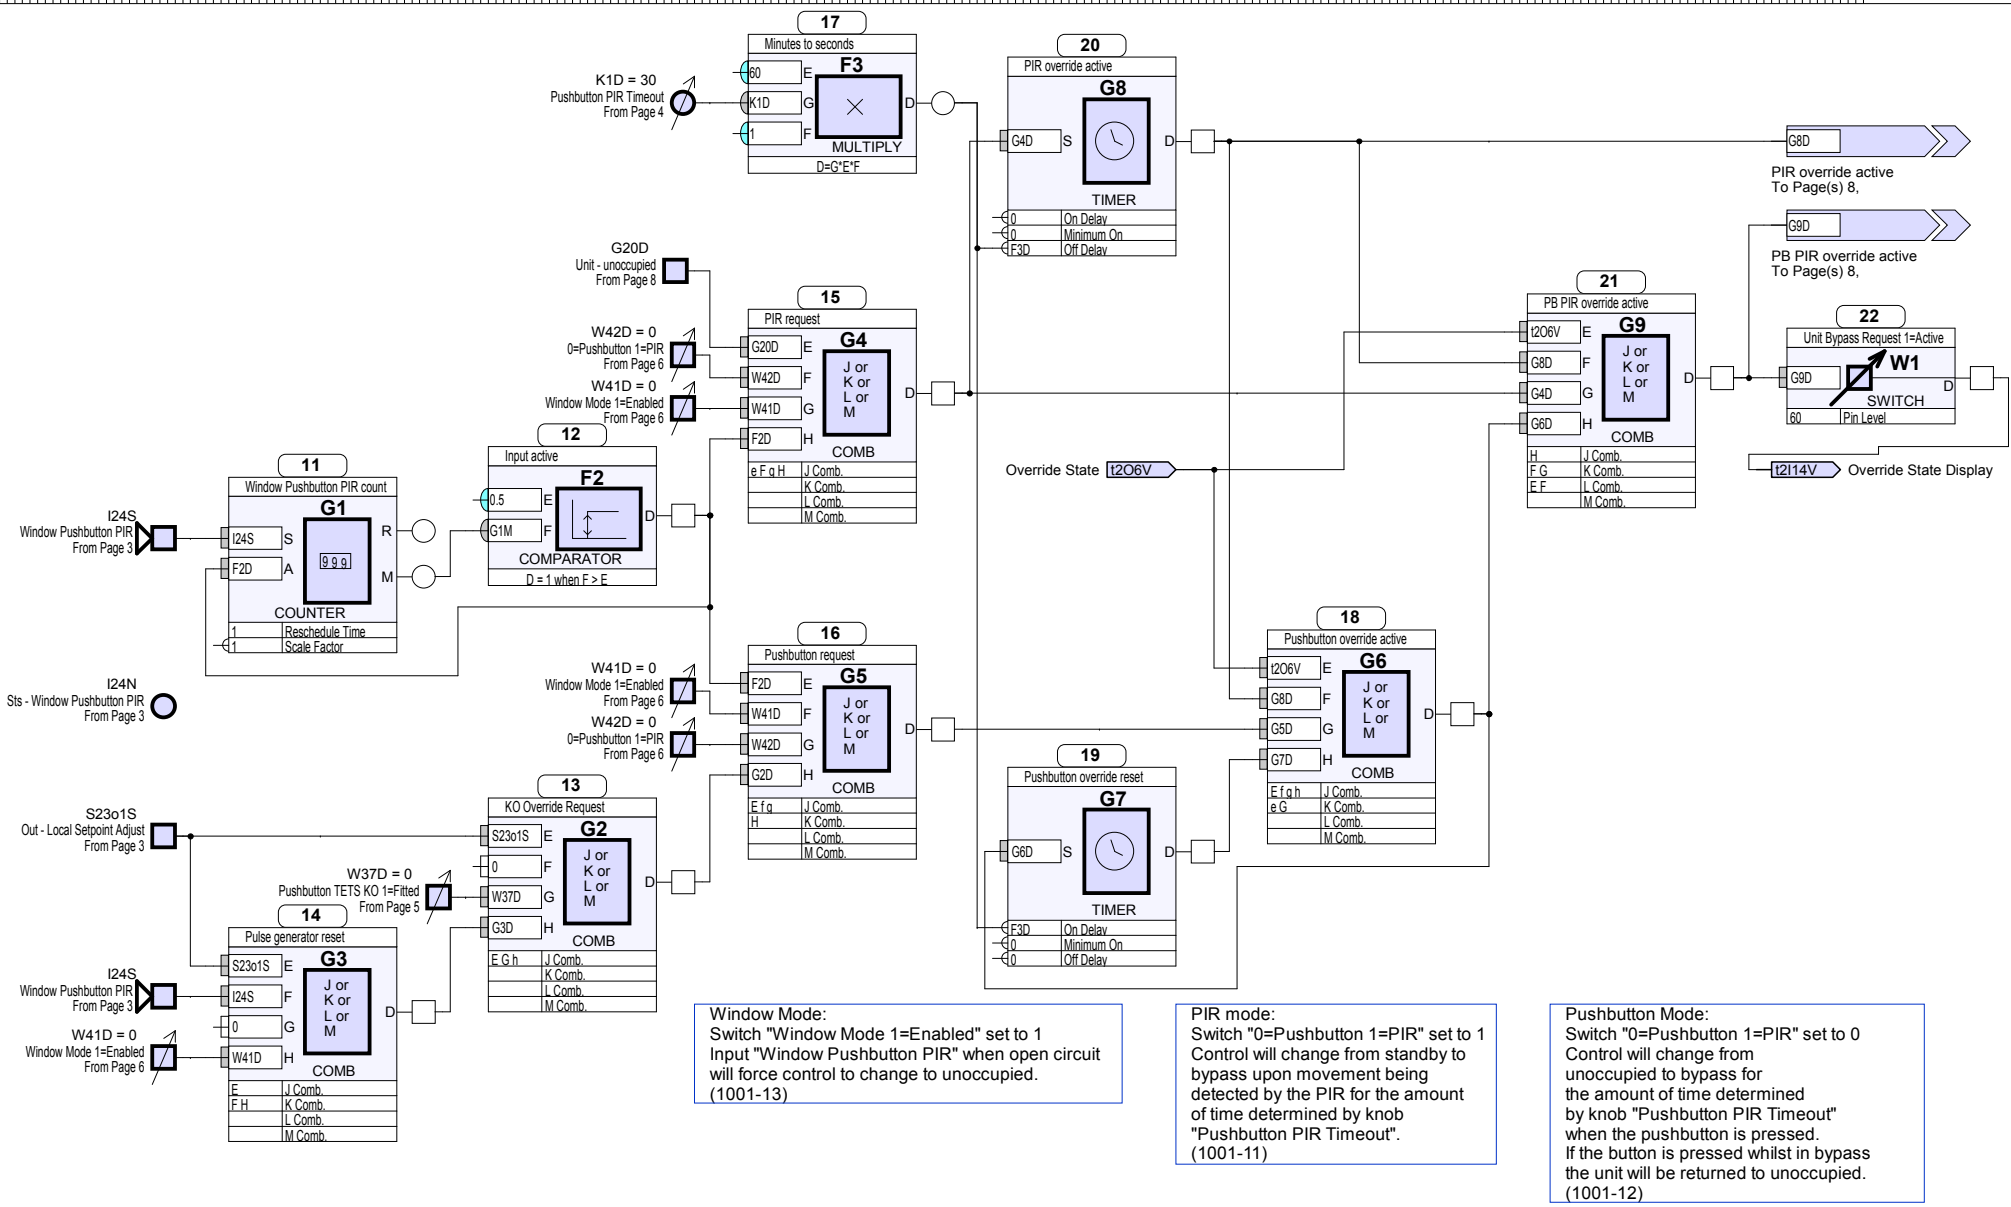 17
Minutes to seconds
F3
60
E
K1D
G
1
F
D
MULTIPLY
D=G*E*F
K1D = 30
Pushbutton PIR Timeout
From Page 4
20
PIR override active
G8
G4D
S
D
TIMER
0
On Delay
0
Minimum On
F3D
Off Delay
G8D
PIR override active
To Page(s) 8,
G9D
PB PIR override active
To Page(s) 8,
G20D
Unit - unoccupied
From Page 8
W42D = 0
0=Pushbutton 1=PIR
From Page 6
W41D = 0
Window Mode 1=Enabled
From Page 6
15
PIR request
G4
G20D
E
W42D
F
W41D
G
F2D
H
J or
K or
L or
M
D
COMB
e F g H
J Comb.
K Comb.
L Comb.
M Comb.
21
PB PIR override active
G9
t2O6V
E
G8D
F
G4D
G
G6D
H
J or
K or
L or
M
D
COMB
H
J Comb.
F G
K Comb.
E F
L Comb.
M Comb.
22
Unit Bypass Request 1=Active
W1
G9D
D
SWITCH
60
Pin Level
Override State
t2O6V
t2I14V
Override State Display
12
Input active
F2
0.5
E
G1M
F
D
COMPARATOR
D = 1 when F > E
11
Window Pushbutton PIR count
G1
I24S
S
F2D
A
999
R
M
COUNTER
1
Reschedule Time
1
Scale Factor
I24S
Window Pushbutton PIR
From Page 3
I24N
Sts - Window Pushbutton PIR
From Page 3
16
Pushbutton request
G5
F2D
E
W41D
F
W42D
G
G2D
H
J or
K or
L or
M
D
COMB
E f g
J Comb.
H
K Comb.
L Comb.
M Comb.
W41D = 0
Window Mode 1=Enabled
From Page 6
W42D = 0
0=Pushbutton 1=PIR
From Page 6
18
Pushbutton override active
G6
t2O6V
E
G8D
F
G5D
G
G7D
H
J or
K or
L or
M
D
COMB
E f g h
J Comb.
e G
K Comb.
L Comb.
M Comb.
19
Pushbutton override reset
G7
G6D
S
D
TIMER
F3D
On Delay
0
Minimum On
0
Off Delay
13
KO Override Request
G2
S23o1S
E
0
F
W37D
G
G3D
H
J or
K or
L or
M
D
COMB
E G h
J Comb.
K Comb.
L Comb.
M Comb.
S23o1S
Out - Local Setpoint Adjust
From Page 3
W37D = 0
Pushbutton TETS KO 1=Fitted
From Page 5
14
Pulse generator reset
G3
S23o1S
E
I24S
F
0
G
W41D
H
J or
K or
L or
M
D
COMB
E
J Comb.
F H
K Comb.
L Comb.
M Comb.
I24S
Window Pushbutton PIR
From Page 3
W41D = 0
Window Mode 1=Enabled
From Page 6
Window Mode:
Switch "Window Mode 1=Enabled" set to 1
Input "Window Pushbutton PIR" when open circuit
will force control to change to unoccupied.
(1001-13)
PIR mode:
Switch "0=Pushbutton 1=PIR" set to 1
Control will change from standby to
bypass upon movement being
detected by the PIR for the amount
of time determined by knob
"Pushbutton PIR Timeout".
(1001-11)
Pushbutton Mode:
Switch "0=Pushbutton 1=PIR" set to 0
Control will change from
unoccupied to bypass for
the amount of time determined
by knob "Pushbutton PIR Timeout"
when the pushbutton is pressed.
If the button is pressed whilst in bypass
the unit will be returned to unoccupied.
(1001-12)